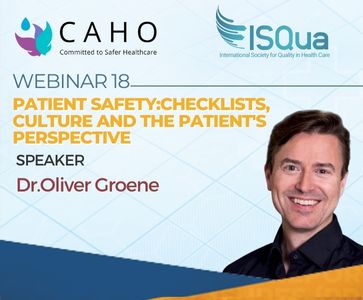 CAHO
Committed to Safer Healthcare
ISQua
International Society for Quality in Health Care
WEBINAR 18
PATIENT SAFETY:CHECKLISTS,
CULTURE AND THE PATIENT'S
PERSPECTIVE
SPEAKER
Dr.Oliver Groene